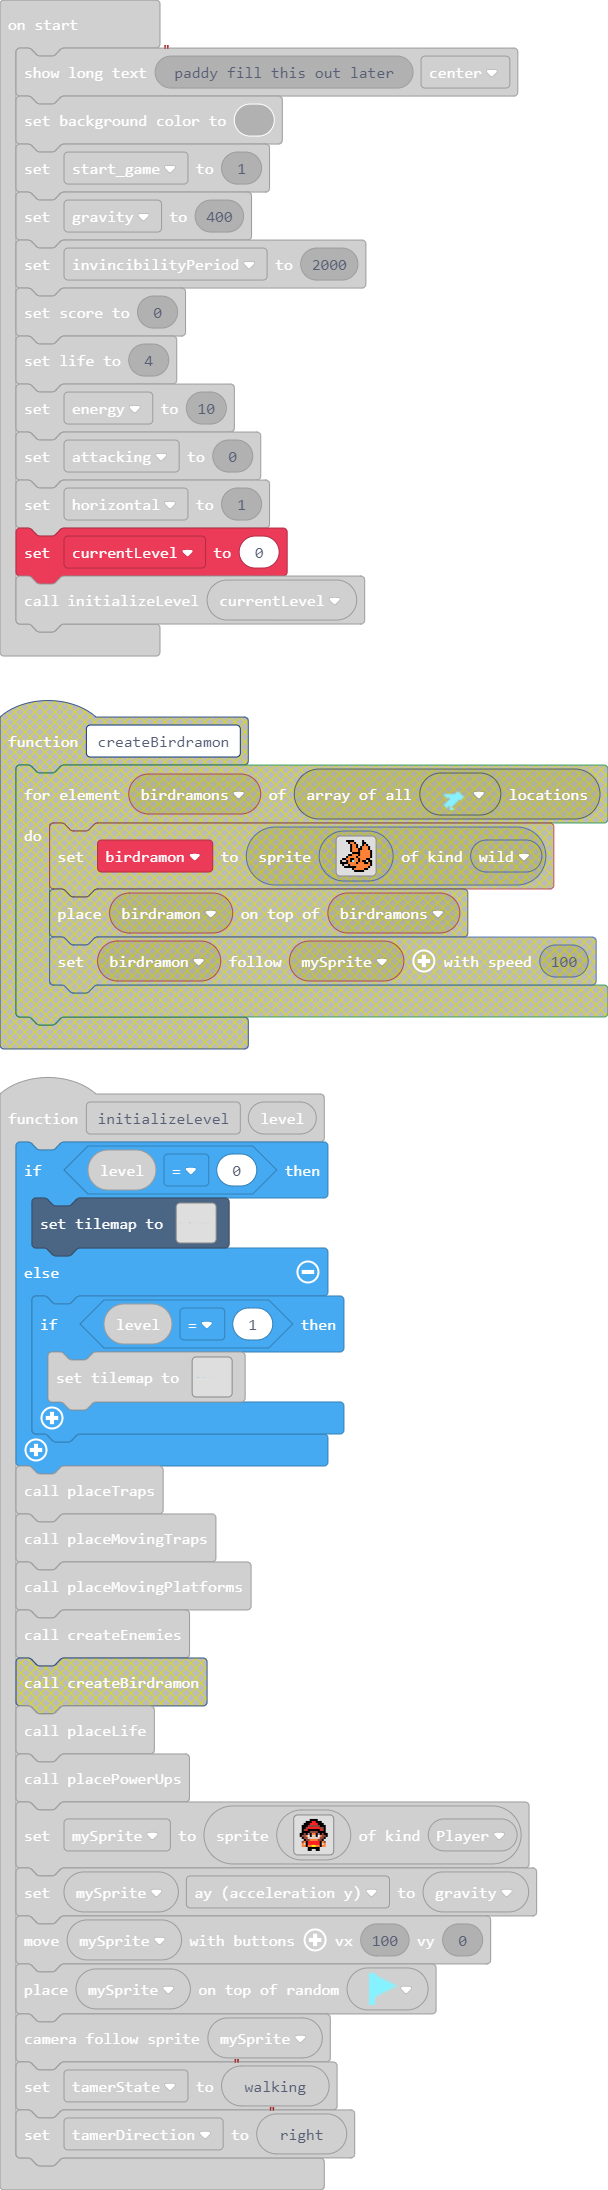 on start
show long text " paddy fill this out later " center
set background color to
set start_game to 1
set gravity to 400
set invincibilityPeriod to 2000
set score to 0
set life to 4
set energy to 10
set attacking to 0
set horizontal to 1
set currentLevel to 0
call initializeLevel currentLevel
function createBirdramon
for element birdramons of array of all locations
do
set birdramon to sprite of kind wild
place birdramon on top of birdramons
set birdramon follow mySprite with speed 100
function initializeLevel level
if level = 0 then
set tilemap to
else
if level = 1 then
set tilemap to
call placeTraps
call placeMovingTraps
call placeMovingPlatforms
call createEnemies
call createBirdramon
call placeLife
call placePowerUps
set mySprite to sprite of kind Player
set mySprite ay (acceleration y) to gravity
move mySprite with buttons vx 100 vy 0
place mySprite on top of random
camera follow sprite mySprite
set tamerState to " walking "
set tamerDirection to " right "